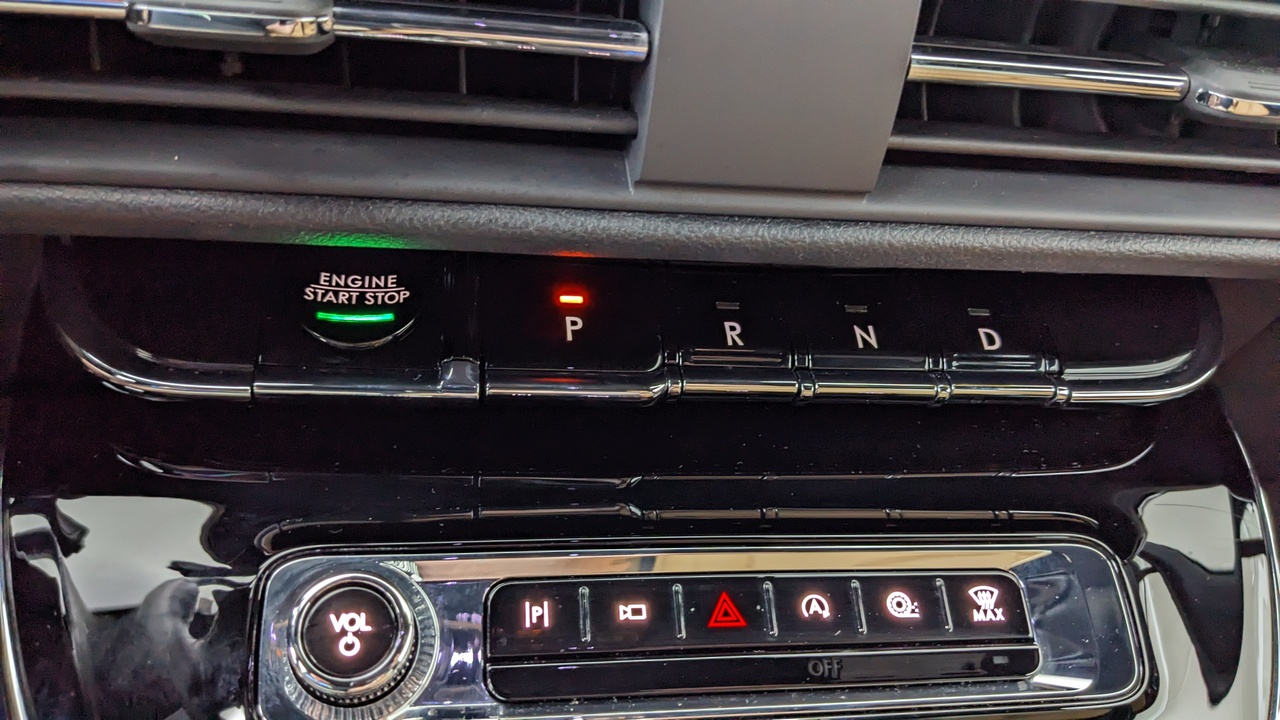 ENGINE
START STOP
P
R
N
D
VOL
|P|
A
MAX
OFF